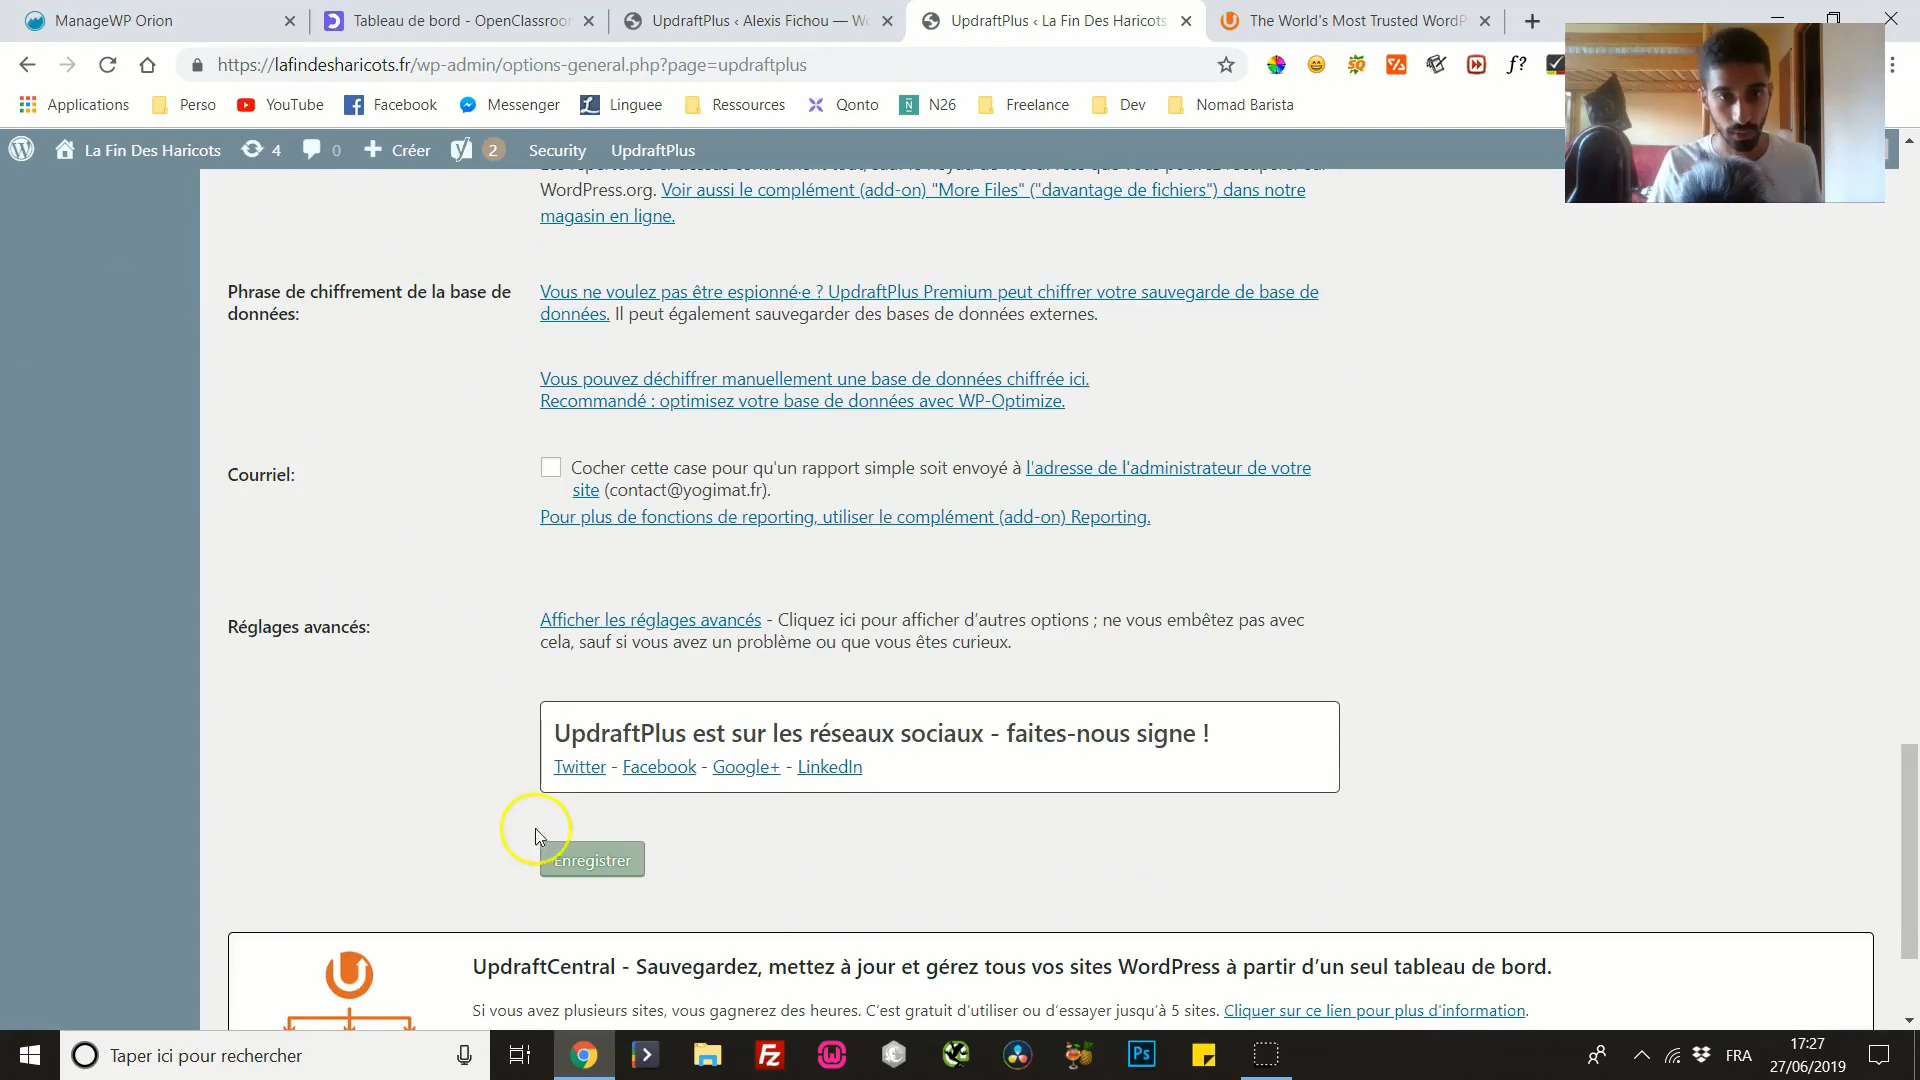 ManageWP Orion
Tableau de bord - OpenClassroon
UpdraftPlus ‹ Alexis Fichou — Wo
UpdraftPlus ‹ La Fin Des Haricots
The World's Most Trusted WordP
https://lafindesharicots.fr/wp-admin/options-general.php?page=updraftplus
Applications Perso YouTube Facebook Messenger Linguee Ressources Qonto N26 Freelance Dev Nomad Barista
La Fin Des Haricots 4 0 Créer 2 Security UpdraftPlus
WordPress.org. Voir aussi le complément (add-on) "More Files" ("davantage de fichiers") dans notre
magasin en ligne.
Phrase de chiffrement de la base de
données:
Vous ne voulez pas être espionné·e ? UpdraftPlus Premium peut chiffrer votre sauvegarde de base de
données. Il peut également sauvegarder des bases de données externes.
Vous pouvez déchiffrer manuellement une base de données chiffrée ici.
Recommandé : optimisez votre base de données avec WP-Optimize.
Courriel:
Cocher cette case pour qu'un rapport simple soit envoyé à l'adresse de l'administrateur de votre
site (contact@yogimat.fr).
Pour plus de fonctions de reporting, utiliser le complément (add-on) Reporting.
Réglages avancés:
Afficher les réglages avancés - Cliquez ici pour afficher d’autres options ; ne vous embêtez pas avec
cela, sauf si vous avez un problème ou que vous êtes curieux.
UpdraftPlus est sur les réseaux sociaux - faites-nous signe !
Twitter - Facebook - Google+ - LinkedIn
Enregistrer
UpdraftCentral - Sauvegardez, mettez à jour et gérez tous vos sites WordPress à partir d’un seul tableau de bord.
Si vous avez plusieurs sites, vous gagnerez des heures. C’est gratuit d’utiliser ou d’essayer jusqu’à 5 sites. Cliquer sur ce lien pour plus d'information.
Taper ici pour rechercher
FRA
17:27
27/06/2019